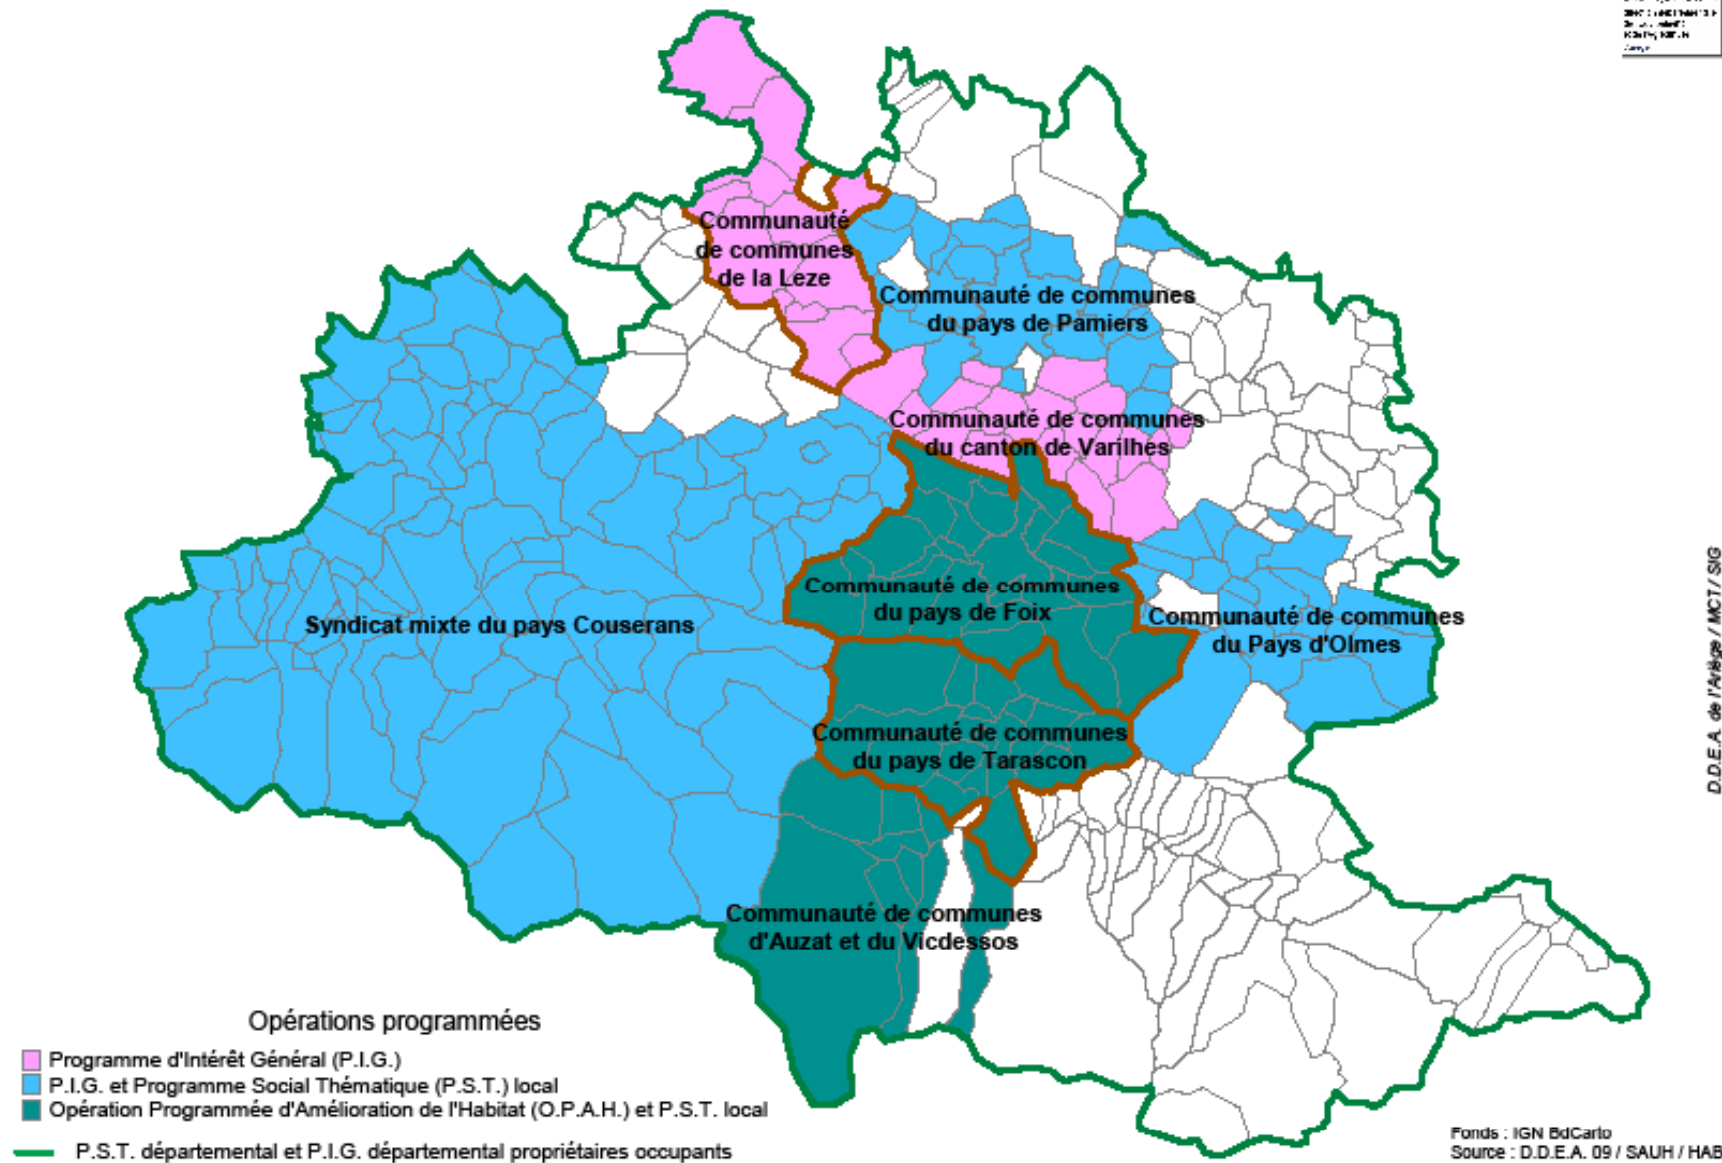 Communauté
de communes
de la Leze
Communauté de communes
du pays de Pamiers
Communauté de communes
du canton de Varilhes
Communauté de communes
du pays de Foix
Syndicat mixte du pays Couserans
Communauté de communes
du Pays d'Olmes
Communauté de communes
du pays de Tarascon
Communauté de communes
d'Auzat et du Vicdessos
D.D.E.A. de l'Ariège / MCT / SIG
Opérations programmées
Programme d'Intérêt Général (P.I.G.)
P.I.G. et Programme Social Thématique (P.S.T.) local
Opération Programmée d'Amélioration de l'Habitat (O.P.A.H.) et P.S.T. local
P.S.T. départemental et P.I.G. départemental propriétaires occupants
Fonds : IGN BdCarto
Source : D.D.E.A. 09 / SAUH / HAB